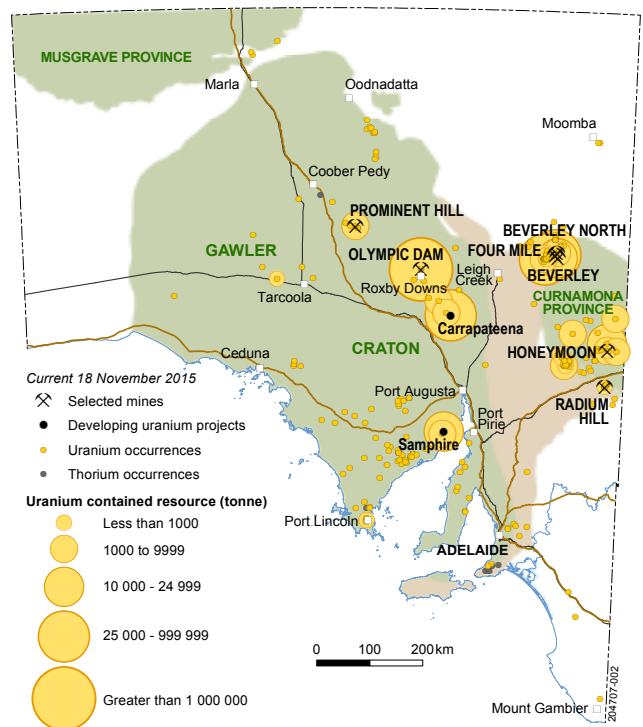 MUSGRAVE PROVINCE
Marla
Oodnadatta
Moomba
Coober Pedy
PROMINENT HILL
BEVERLEY NORTH
GAWLER
OLYMPIC DAM
FOUR MILE
Leigh
Creek
BEVERLEY
Roxby Downs
Tarcoola
CURNAMONA
PROVINCE
Carrapateena
Ceduna
CRATON
HONEYMOON
Port Augusta
RADIUM
HILL
Port
Pirie
Samphire
Port Lincoln
ADELAIDE
Mount Gambier
Current 18 November 2015
Selected mines
Developing uranium projects
Uranium occurrences
Thorium occurrences
Uranium contained resource (tonne)
Less than 1000
1000 to 9999
10 000 - 24 999
25 000 - 999 999
Greater than 1 000 000
0 100 200 km
204707-002